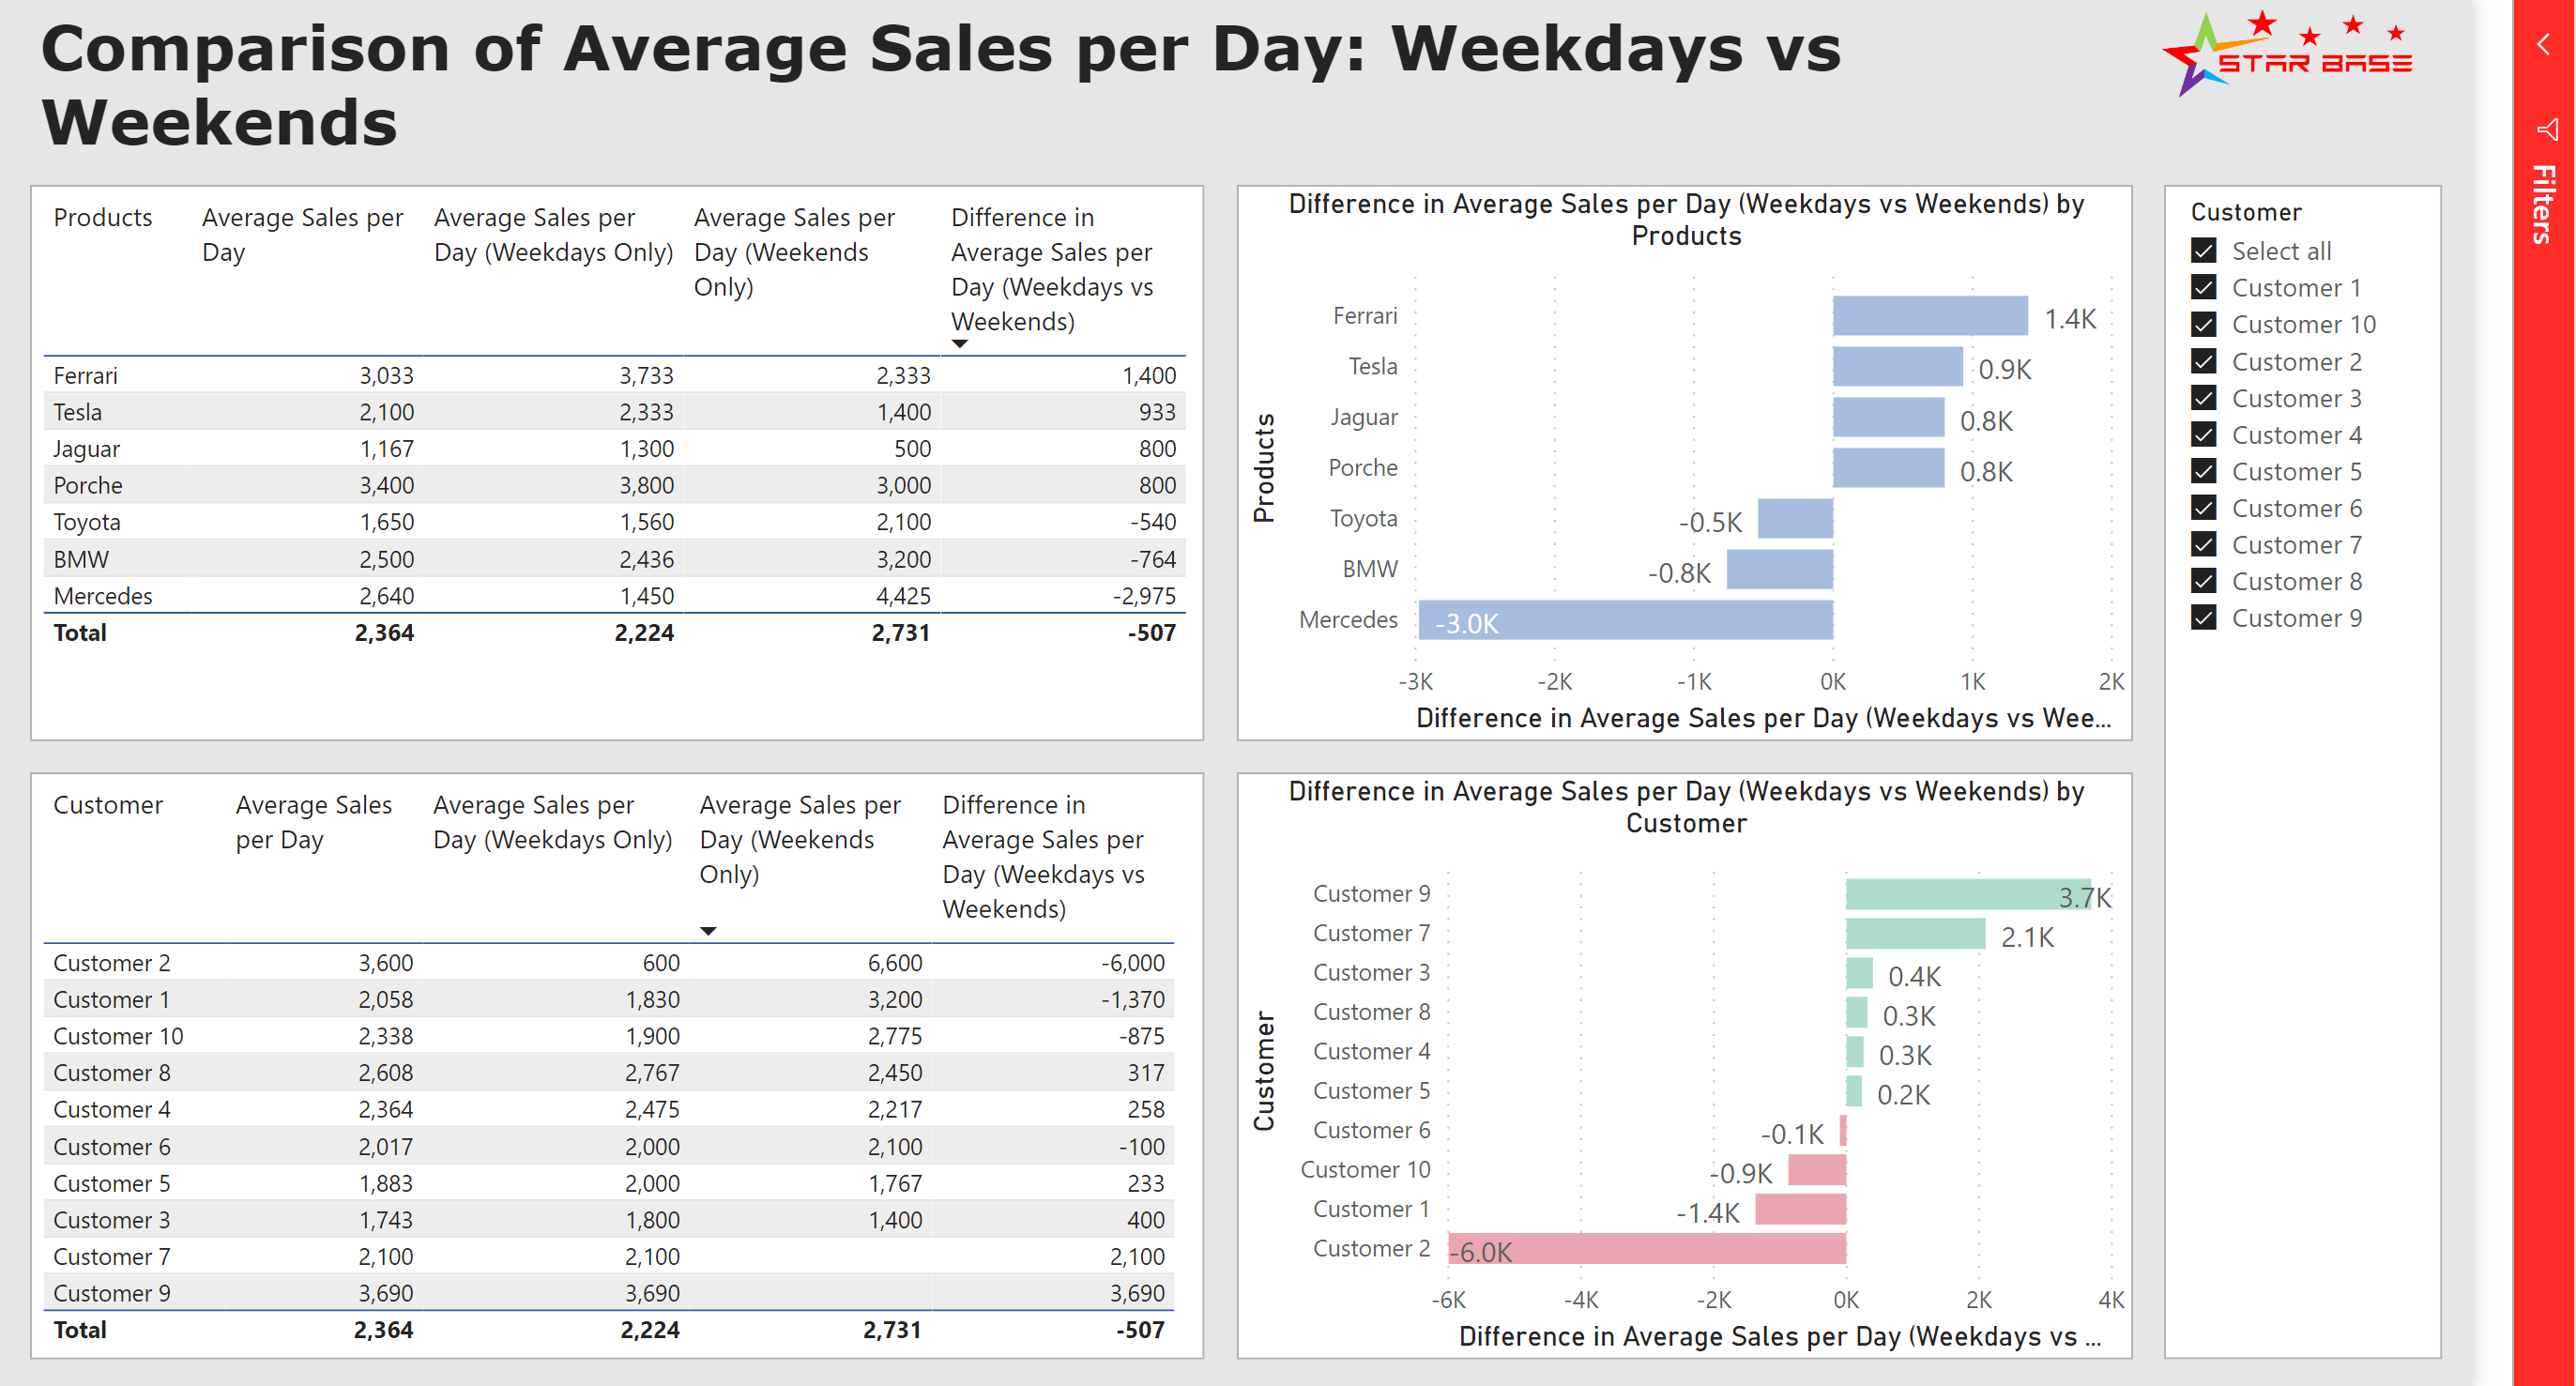 Comparison of Average Sales per Day: Weekdays vs
Weekends
STAR BASE
Filters
Products Average Sales per Day Average Sales per Day (Weekdays Only) Average Sales per Day (Weekends Only) Difference in Average Sales per Day (Weekdays vs Weekends)
Ferrari 3,033 3,733 2,333 1,400
Tesla 2,100 2,333 1,400 933
Jaguar 1,167 1,300 500 800
Porche 3,400 3,800 3,000 800
Toyota 1,650 1,560 2,100 -540
BMW 2,500 2,436 3,200 -764
Mercedes 2,640 1,450 4,425 -2,975
Total 2,364 2,224 2,731 -507
Difference in Average Sales per Day (Weekdays vs Weekends) by
Products
Products
Ferrari 1.4K
Tesla 0.9K
Jaguar 0.8K
Porche 0.8K
Toyota -0.5K
BMW -0.8K
Mercedes -3.0K
-3K -2K -1K 0K 1K 2K
Difference in Average Sales per Day (Weekdays vs Wee...
Customer
Select all
Customer 1
Customer 10
Customer 2
Customer 3
Customer 4
Customer 5
Customer 6
Customer 7
Customer 8
Customer 9
Customer Average Sales per Day Average Sales per Day (Weekdays Only) Average Sales per Day (Weekends Only) Difference in Average Sales per Day (Weekdays vs Weekends)
Customer 2 3,600 600 6,600 -6,000
Customer 1 2,058 1,830 3,200 -1,370
Customer 10 2,338 1,900 2,775 -875
Customer 8 2,608 2,767 2,450 317
Customer 4 2,364 2,475 2,217 258
Customer 6 2,017 2,000 2,100 -100
Customer 5 1,883 2,000 1,767 233
Customer 3 1,743 1,800 1,400 400
Customer 7 2,100 2,100 2,100
Customer 9 3,690 3,690 3,690
Total 2,364 2,224 2,731 -507
Difference in Average Sales per Day (Weekdays vs Weekends) by
Customer
Customer
Customer 9 3.7K
Customer 7 2.1K
Customer 3 0.4K
Customer 8 0.3K
Customer 4 0.3K
Customer 5 0.2K
Customer 6 -0.1K
Customer 10 -0.9K
Customer 1 -1.4K
Customer 2 -6.0K
-6K -4K -2K 0K 2K 4K
Difference in Average Sales per Day (Weekdays vs ...